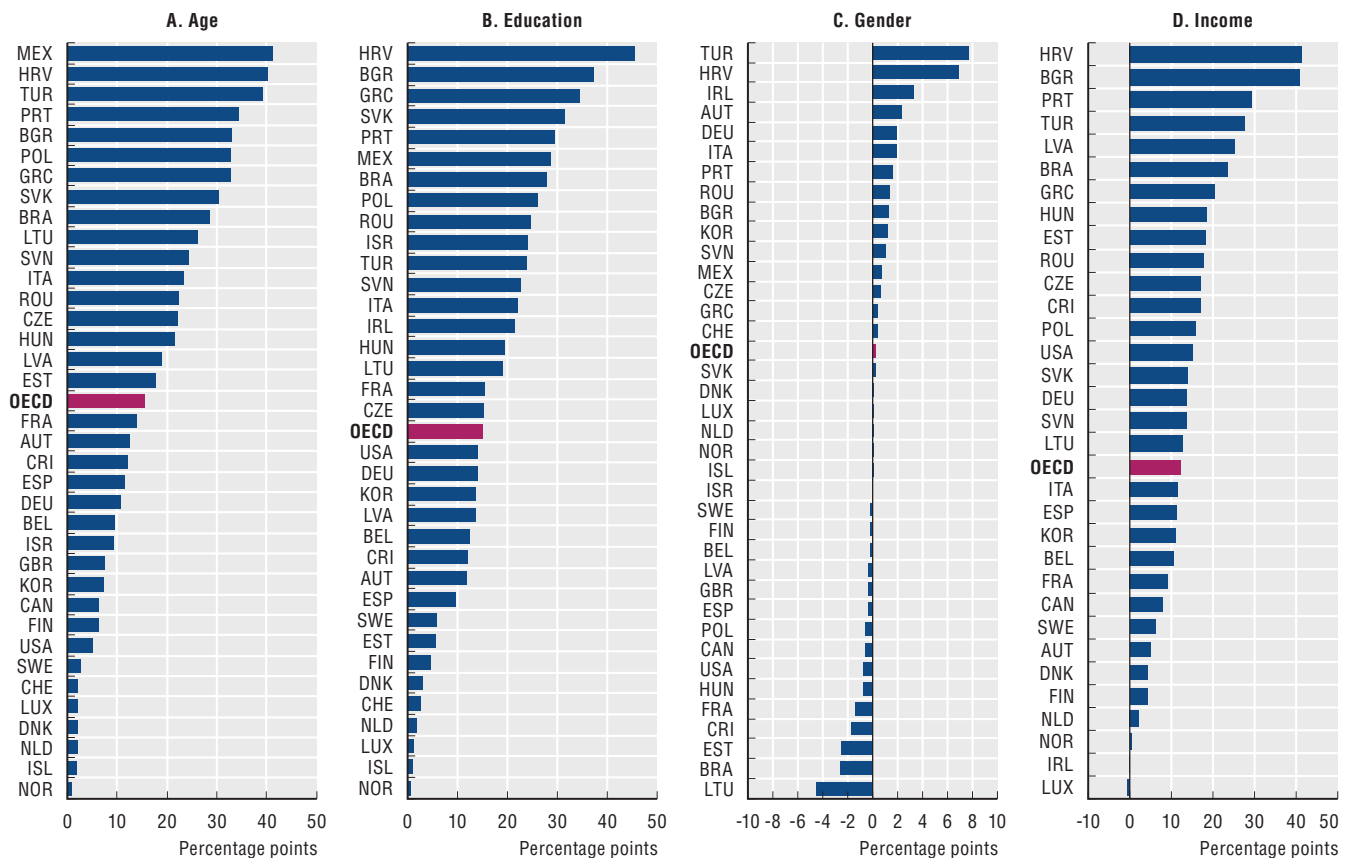 A. Age
MEX
HRV
TUR
PRT
BGR
POL
GRC
SVK
BRA
LTU
SVN
ITA
ROU
CZE
HUN
LVA
EST
OECD
FRA
AUT
CRI
ESP
DEU
BEL
ISR
GBR
KOR
CAN
FIN
USA
SWE
CHE
LUX
DNK
NLD
ISL
NOR
0 10 20 30 40 50
Percentage points
B. Education
HRV
BGR
GRC
SVK
PRT
MEX
BRA
POL
ROU
ISR
TUR
SVN
ITA
IRL
HUN
LTU
FRA
CZE
OECD
USA
DEU
KOR
LVA
BEL
CRI
AUT
ESP
SWE
EST
FIN
DNK
CHE
NLD
LUX
ISL
NOR
0 10 20 30 40 50
Percentage points
C. Gender
TUR
HRV
IRL
AUT
DEU
ITA
PRT
ROU
BGR
KOR
SVN
MEX
CZE
GRC
CHE
OECD
SVK
DNK
LUX
NLD
NOR
ISL
ISR
SWE
FIN
BEL
LVA
GBR
ESP
POL
CAN
USA
HUN
FRA
CRI
EST
BRA
LTU
-10 -8 -6 -4 -2 0 2 4 6 8 10
Percentage points
D. Income
HRV
BGR
PRT
TUR
LVA
BRA
GRC
HUN
EST
ROU
CZE
CRI
POL
USA
SVK
DEU
SVN
LTU
OECD
ITA
ESP
KOR
BEL
FRA
CAN
SWE
AUT
DNK
FIN
NLD
NOR
IRL
LUX
-10 0 10 20 30 40 50
Percentage points